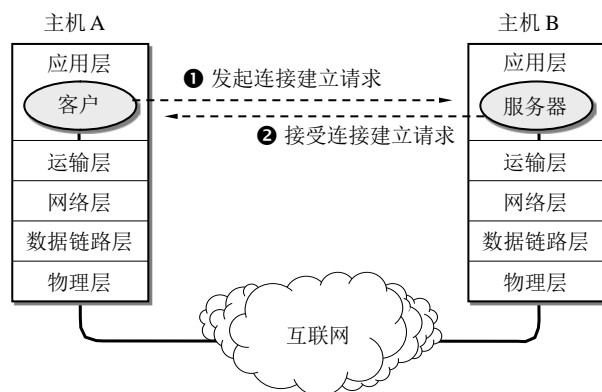 主机 A
主机 B
应用层
应用层
❶ 发起连接建立请求
客户
服务器
❷ 接受连接建立请求
运输层
运输层
网络层
网络层
数据链路层
数据链路层
物理层
物理层
互联网